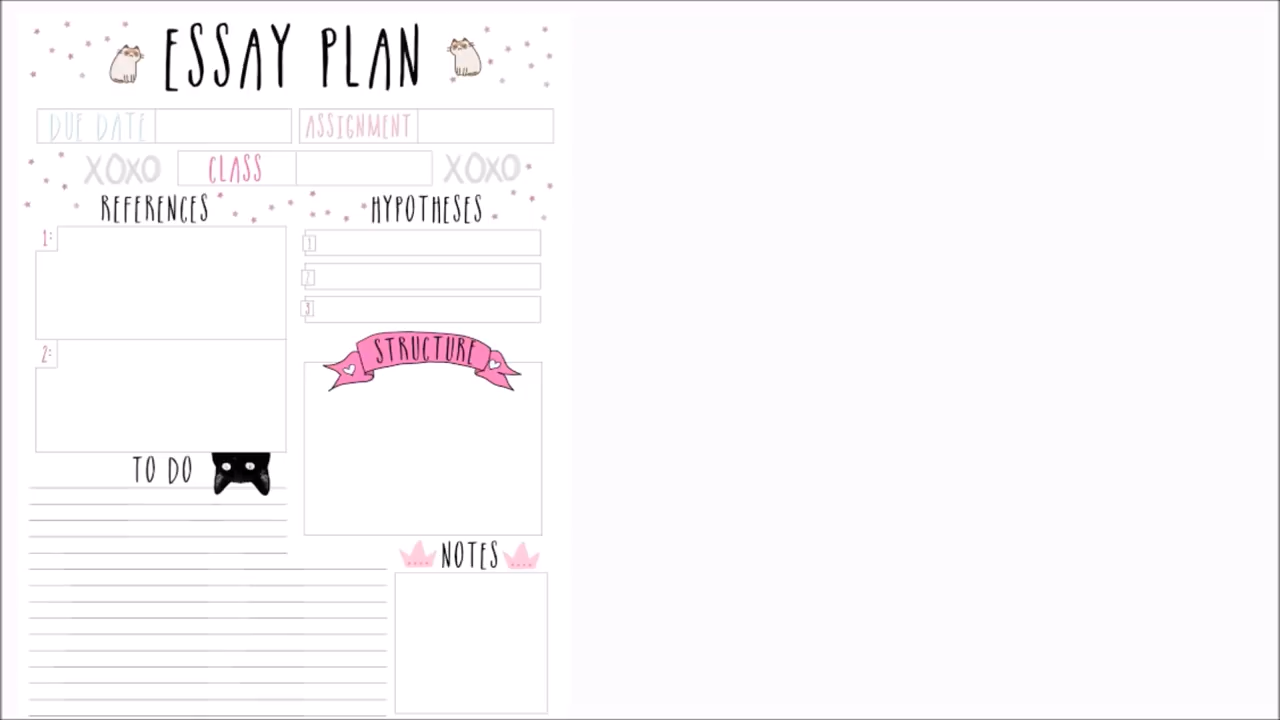 ESSAY PLAN
DUE DATE
ASSIGNMENT
XOXO
CLASS
XOXO
REFERENCES
HYPOTHESES
1:
1
2
3
2:
STRUCTURE
TO DO
NOTES